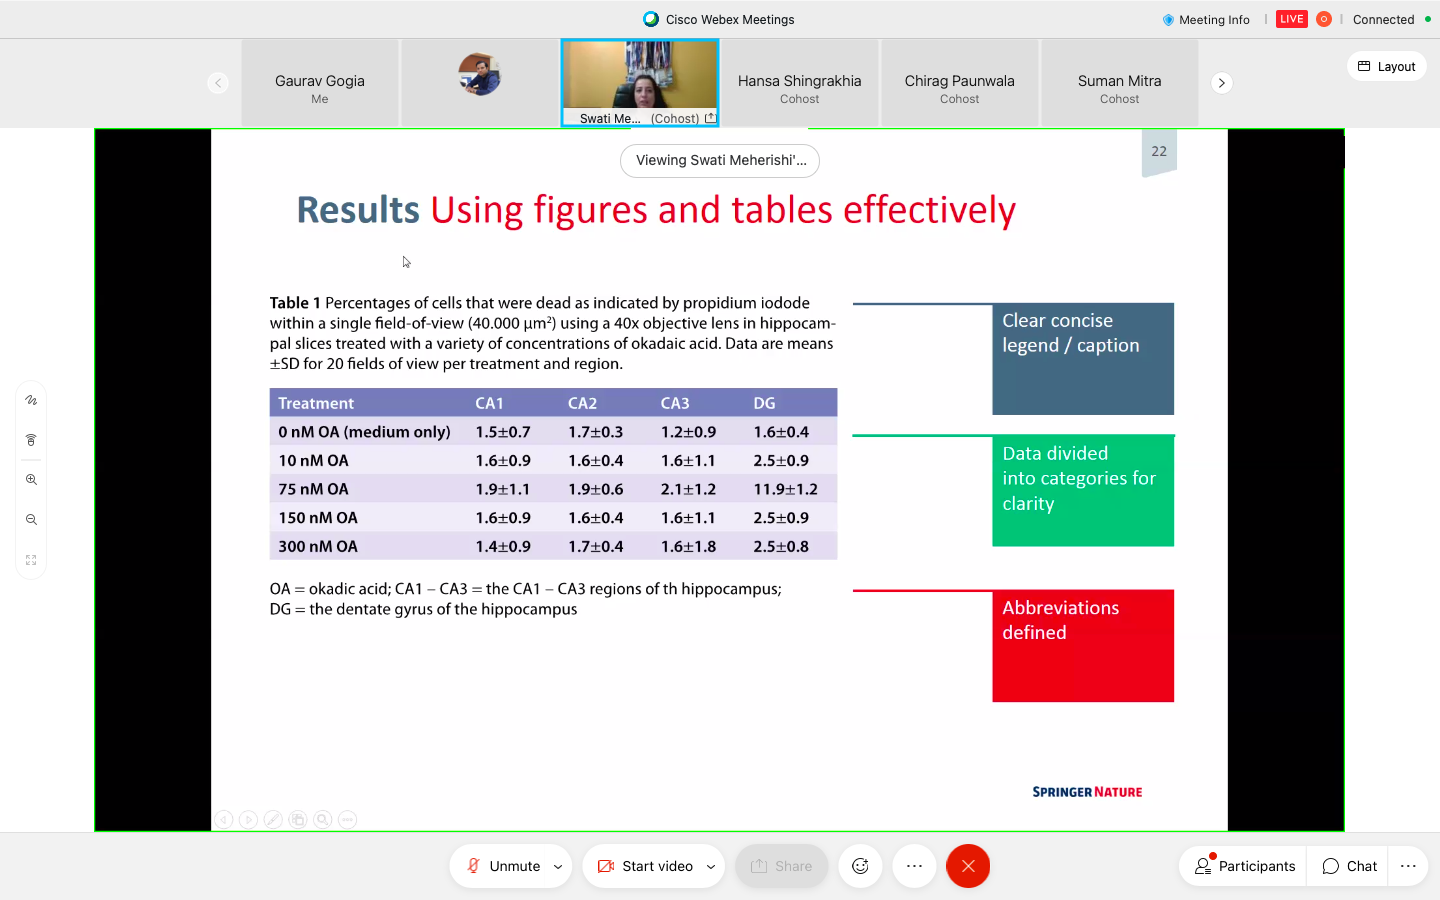 Cisco Webex Meetings
Meeting Info
LIVE
Connected
Gaurav Gogia
Me
Swati Me... (Cohost)
Hansa Shingrakhia
Cohost
Chirag Paunwala
Cohost
Suman Mitra
Cohost
Layout
Viewing Swati Meherishi'...
22
Results Using figures and tables effectively
Table 1 Percentages of cells that were dead as indicated by propidium iodode
within a single field-of-view (40.000 µm²) using a 40x objective lens in hippocam-
pal slices treated with a variety of concentrations of okadaic acid. Data are means
±SD for 20 fields of view per treatment and region.
Treatment CA1 CA2 CA3 DG
0 nM OA (medium only) 1.5±0.7 1.7±0.3 1.2±0.9 1.6±0.4
10 nM OA 1.6±0.9 1.6±0.4 1.6±1.1 2.5±0.9
75 nM OA 1.9±1.1 1.9±0.6 2.1±1.2 11.9±1.2
150 nM OA 1.6±0.9 1.6±0.4 1.6±1.1 2.5±0.9
300 nM OA 1.4±0.9 1.7±0.4 1.6±1.8 2.5±0.8
OA = okadic acid; CA1 – CA3 = the CA1 – CA3 regions of th hippocampus;
DG = the dentate gyrus of the hippocampus
Clear concise
legend / caption
Data divided
into categories for
clarity
Abbreviations
defined
SPRINGER NATURE
Unmute
Start video
Share
Participants
Chat